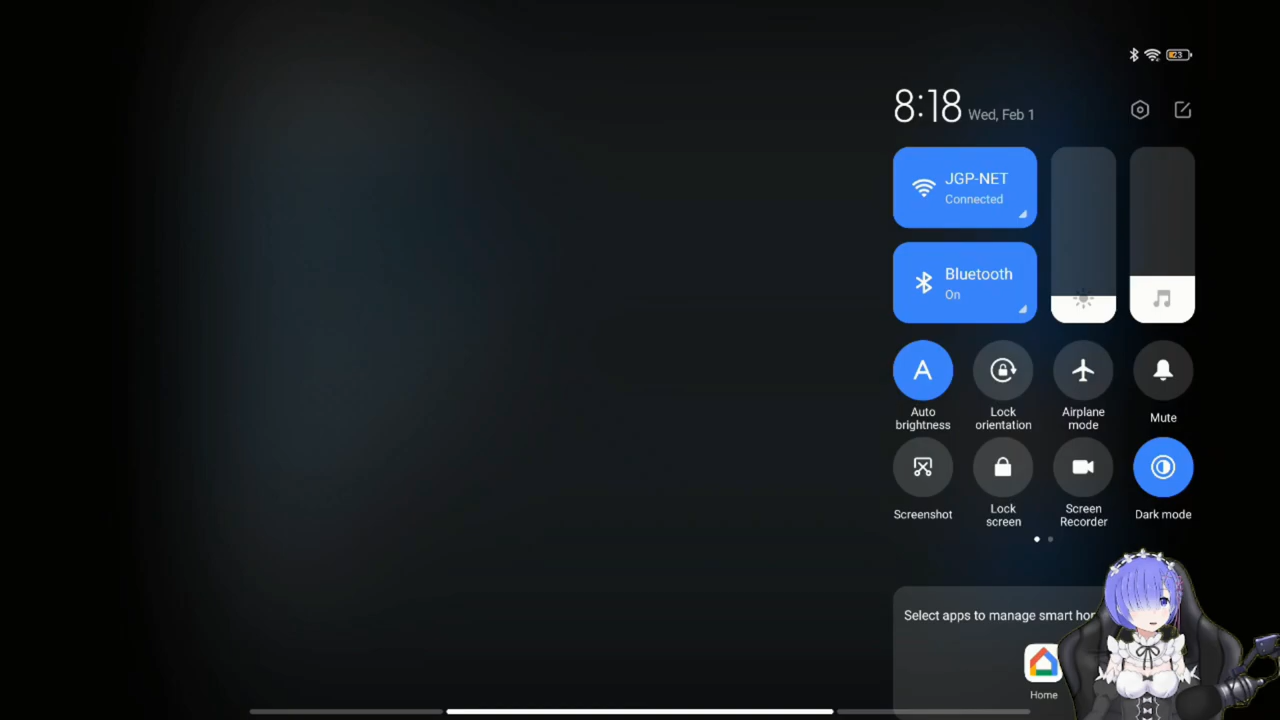 23
8:18 Wed, Feb 1
JGP-NET
Connected
Bluetooth
On
A
Auto
brightness
Lock
orientation
Airplane
mode
Mute
Screenshot
Lock
screen
Screen
Recorder
Dark mode
Select apps to manage smart
Home